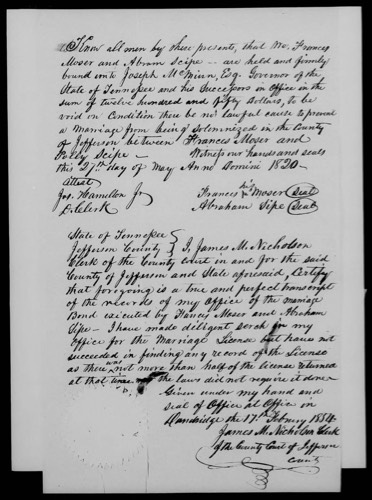 Know all men by these presents, that We, Frances
Moser and Abram Scipe — are held and firmly
bound unto Joseph McMinn, Esq. Governor of the
State of Tennessee and his Successors in Office in the
sum of twelve hundred and fifty Dollars, to be
void on Condition there be no lawful cause to prevent
a Marriage from being Solemnized in the County
of Jefferson between Frances Moser and
Polly Scipe — Witness our hands and seals
this 27th day of May Anno Domini 1820 —
Attest
Jas. Hamilton Jr
D. Clerk
his
Frances X Moser (Seal)
Abraham Sipe (Seal)
State of Tennessee
Jefferson County } I, James M. Nicholson
Clerk of the County Court in and for the said
County of Jefferson and State aforesaid, Certify
that foregoing is a true and perfect transcript
of the records of my Office of the marriage
Bond executed by Francis Moser and Abraham
Sipe — I have made diligent serch in my
Office for the Marriage License but have not
succeeded in finding any record of the License
as there was not more than half of the License returned
at that time, the laws did not require it done
Given under my hand and
seal of Office at Office in
Dandridge the 17th Febuary 1854
James M. Nicholson Clerk
of the County Court of Jefferson
County